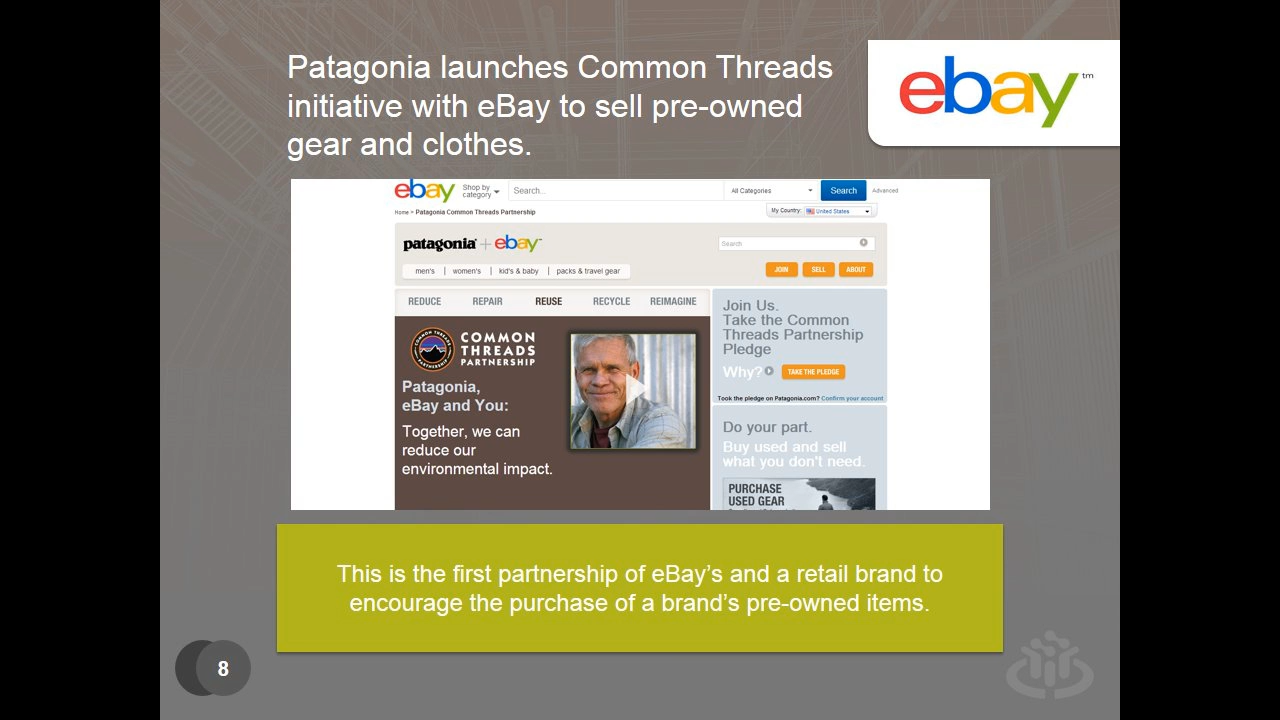 Patagonia launches Common Threads
initiative with eBay to sell pre-owned
gear and clothes.
ebay™
ebay Shop by category Search... All Categories Search Advanced
Home > Patagonia Common Threads Partnership
My Country: United States
patagonia + ebay™
Search
men's | women's | kid's & baby | packs & travel gear
JOIN SELL ABOUT
REDUCE REPAIR REUSE RECYCLE REIMAGINE
COMMON
THREADS
PARTNERSHIP
COMMON THREADS
PARTNERSHIP
Patagonia,
eBay and You:
Together, we can
reduce our
environmental impact.
Join Us.
Take the Common
Threads Partnership
Pledge
Why? TAKE THE PLEDGE
Took the pledge on Patagonia.com? Confirm your account
Do your part.
Buy used and sell
what you don't need.
PURCHASE
USED GEAR
This is the first partnership of eBay’s and a retail brand to
encourage the purchase of a brand’s pre-owned items.
8